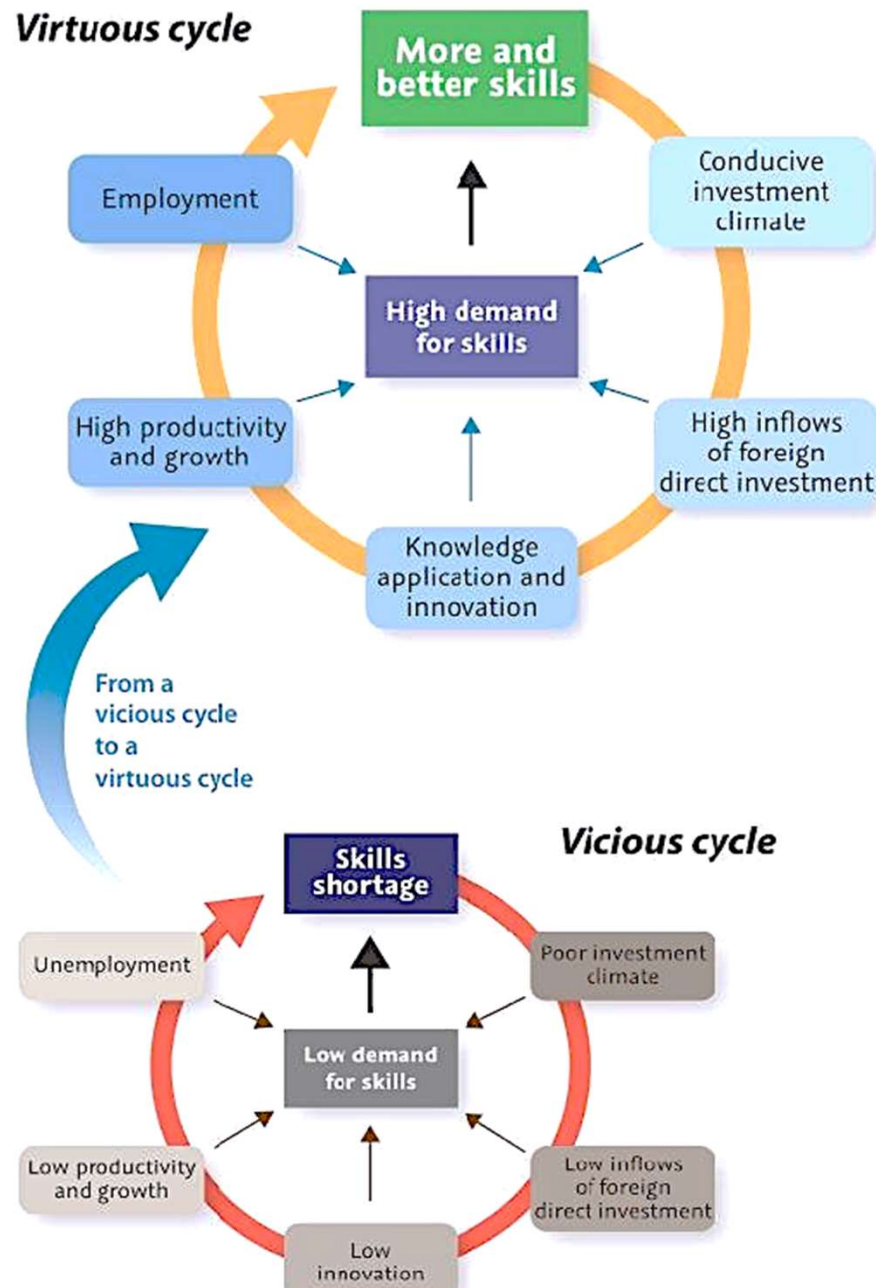 Virtuous cycle
More and
better skills
Employment
Conducive
investment
climate
High demand
for skills
High productivity
and growth
High inflows
of foreign
direct investment
Knowledge
application and
innovation
From a
vicious cycle
to a
virtuous cycle
Vicious cycle
Skills
shortage
Unemployment
Poor investment
climate
Low demand
for skills
Low productivity
and growth
Low inflows
of foreign
direct investment
Low
innovation